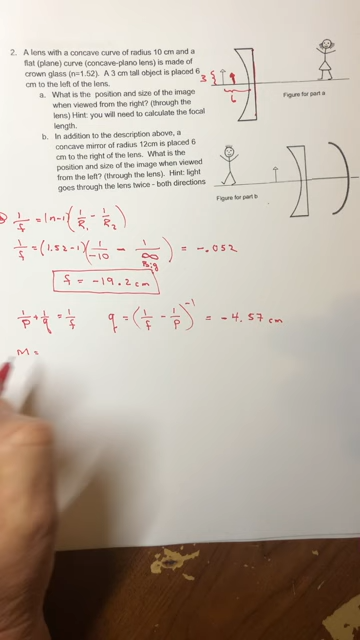 2. A lens with a concave curve of radius 10 cm and a
flat (plane) curve (concave-plano lens) is made of
crown glass (n=1.52). A 3 cm tall object is placed 6
cm to the left of the lens.
a. What is the position and size of the image
when viewed from the right? (through the
lens) Hint: you will need to calculate the focal
length.
b. In addition to the description above, a
concave mirror of radius 12cm is placed 6
cm to the right of the lens. What is the
position and size of the image when viewed
from the left? (through the lens). Hint: light
goes through the lens twice - both directions
3
6
Figure for part a
Figure for part b
1/f = (n-1)(1/R₁ - 1/R₂)
1/f = (1.52-1)(1/-10 - 1/∞) = -.052
Big
f = -19.2 cm
1/p + 1/q = 1/f q = (1/f - 1/p)⁻¹ = -4.57 cm
M =